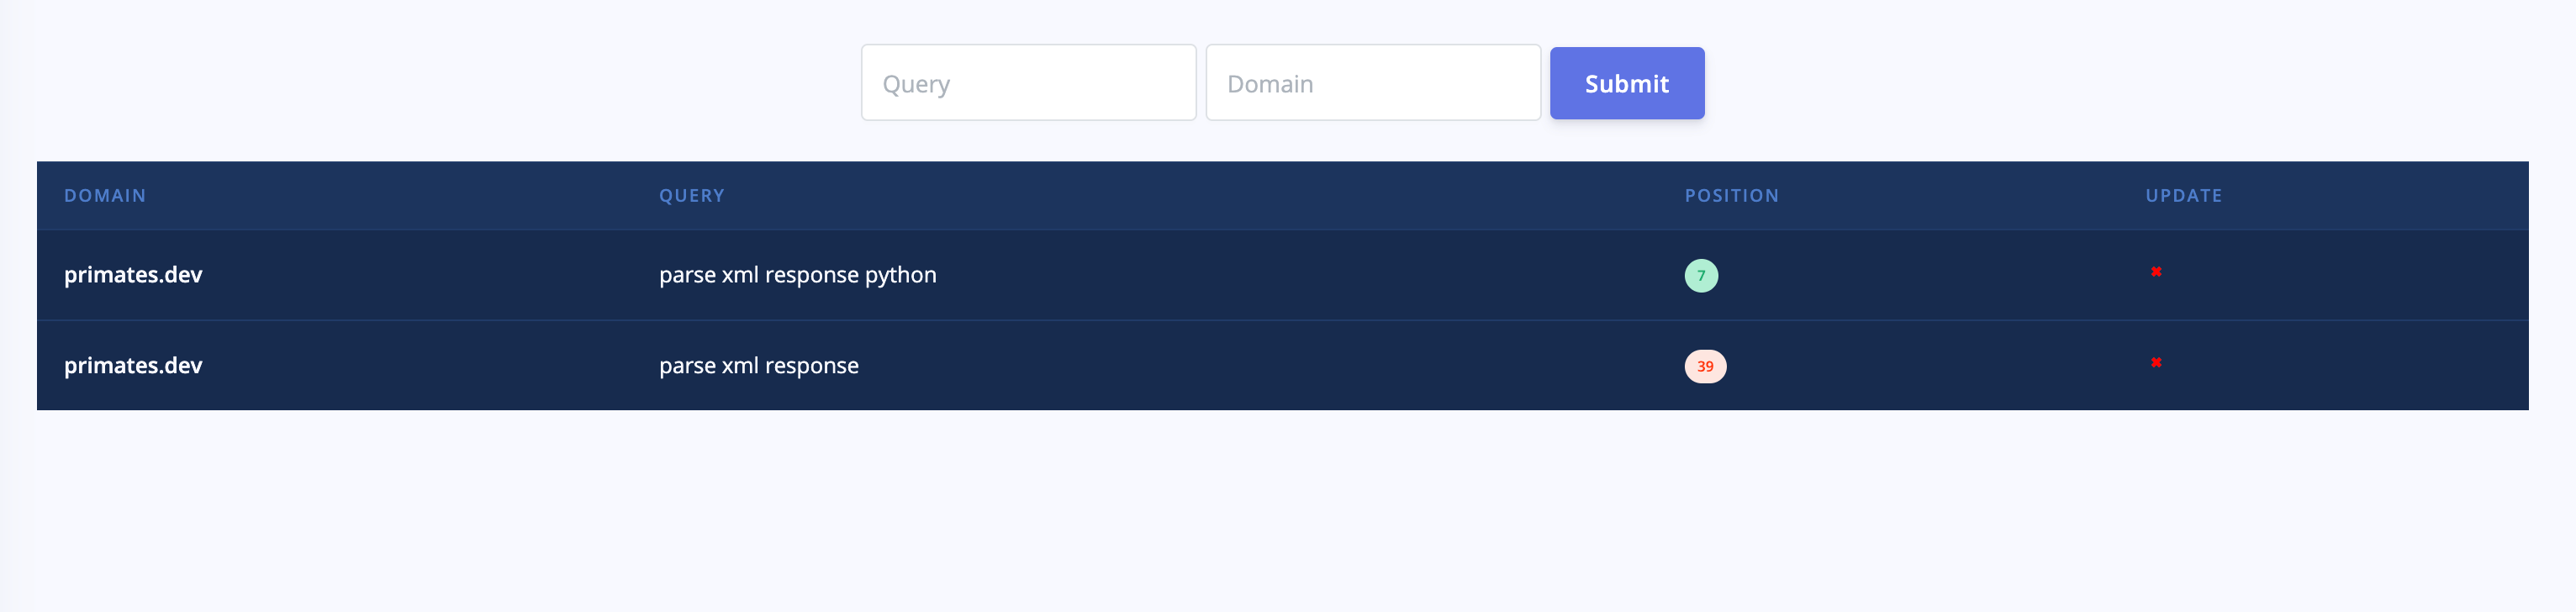 Query Domain Submit
DOMAIN QUERY POSITION UPDATE
primates.dev parse xml response python 7 ✖
primates.dev parse xml response 39 ✖